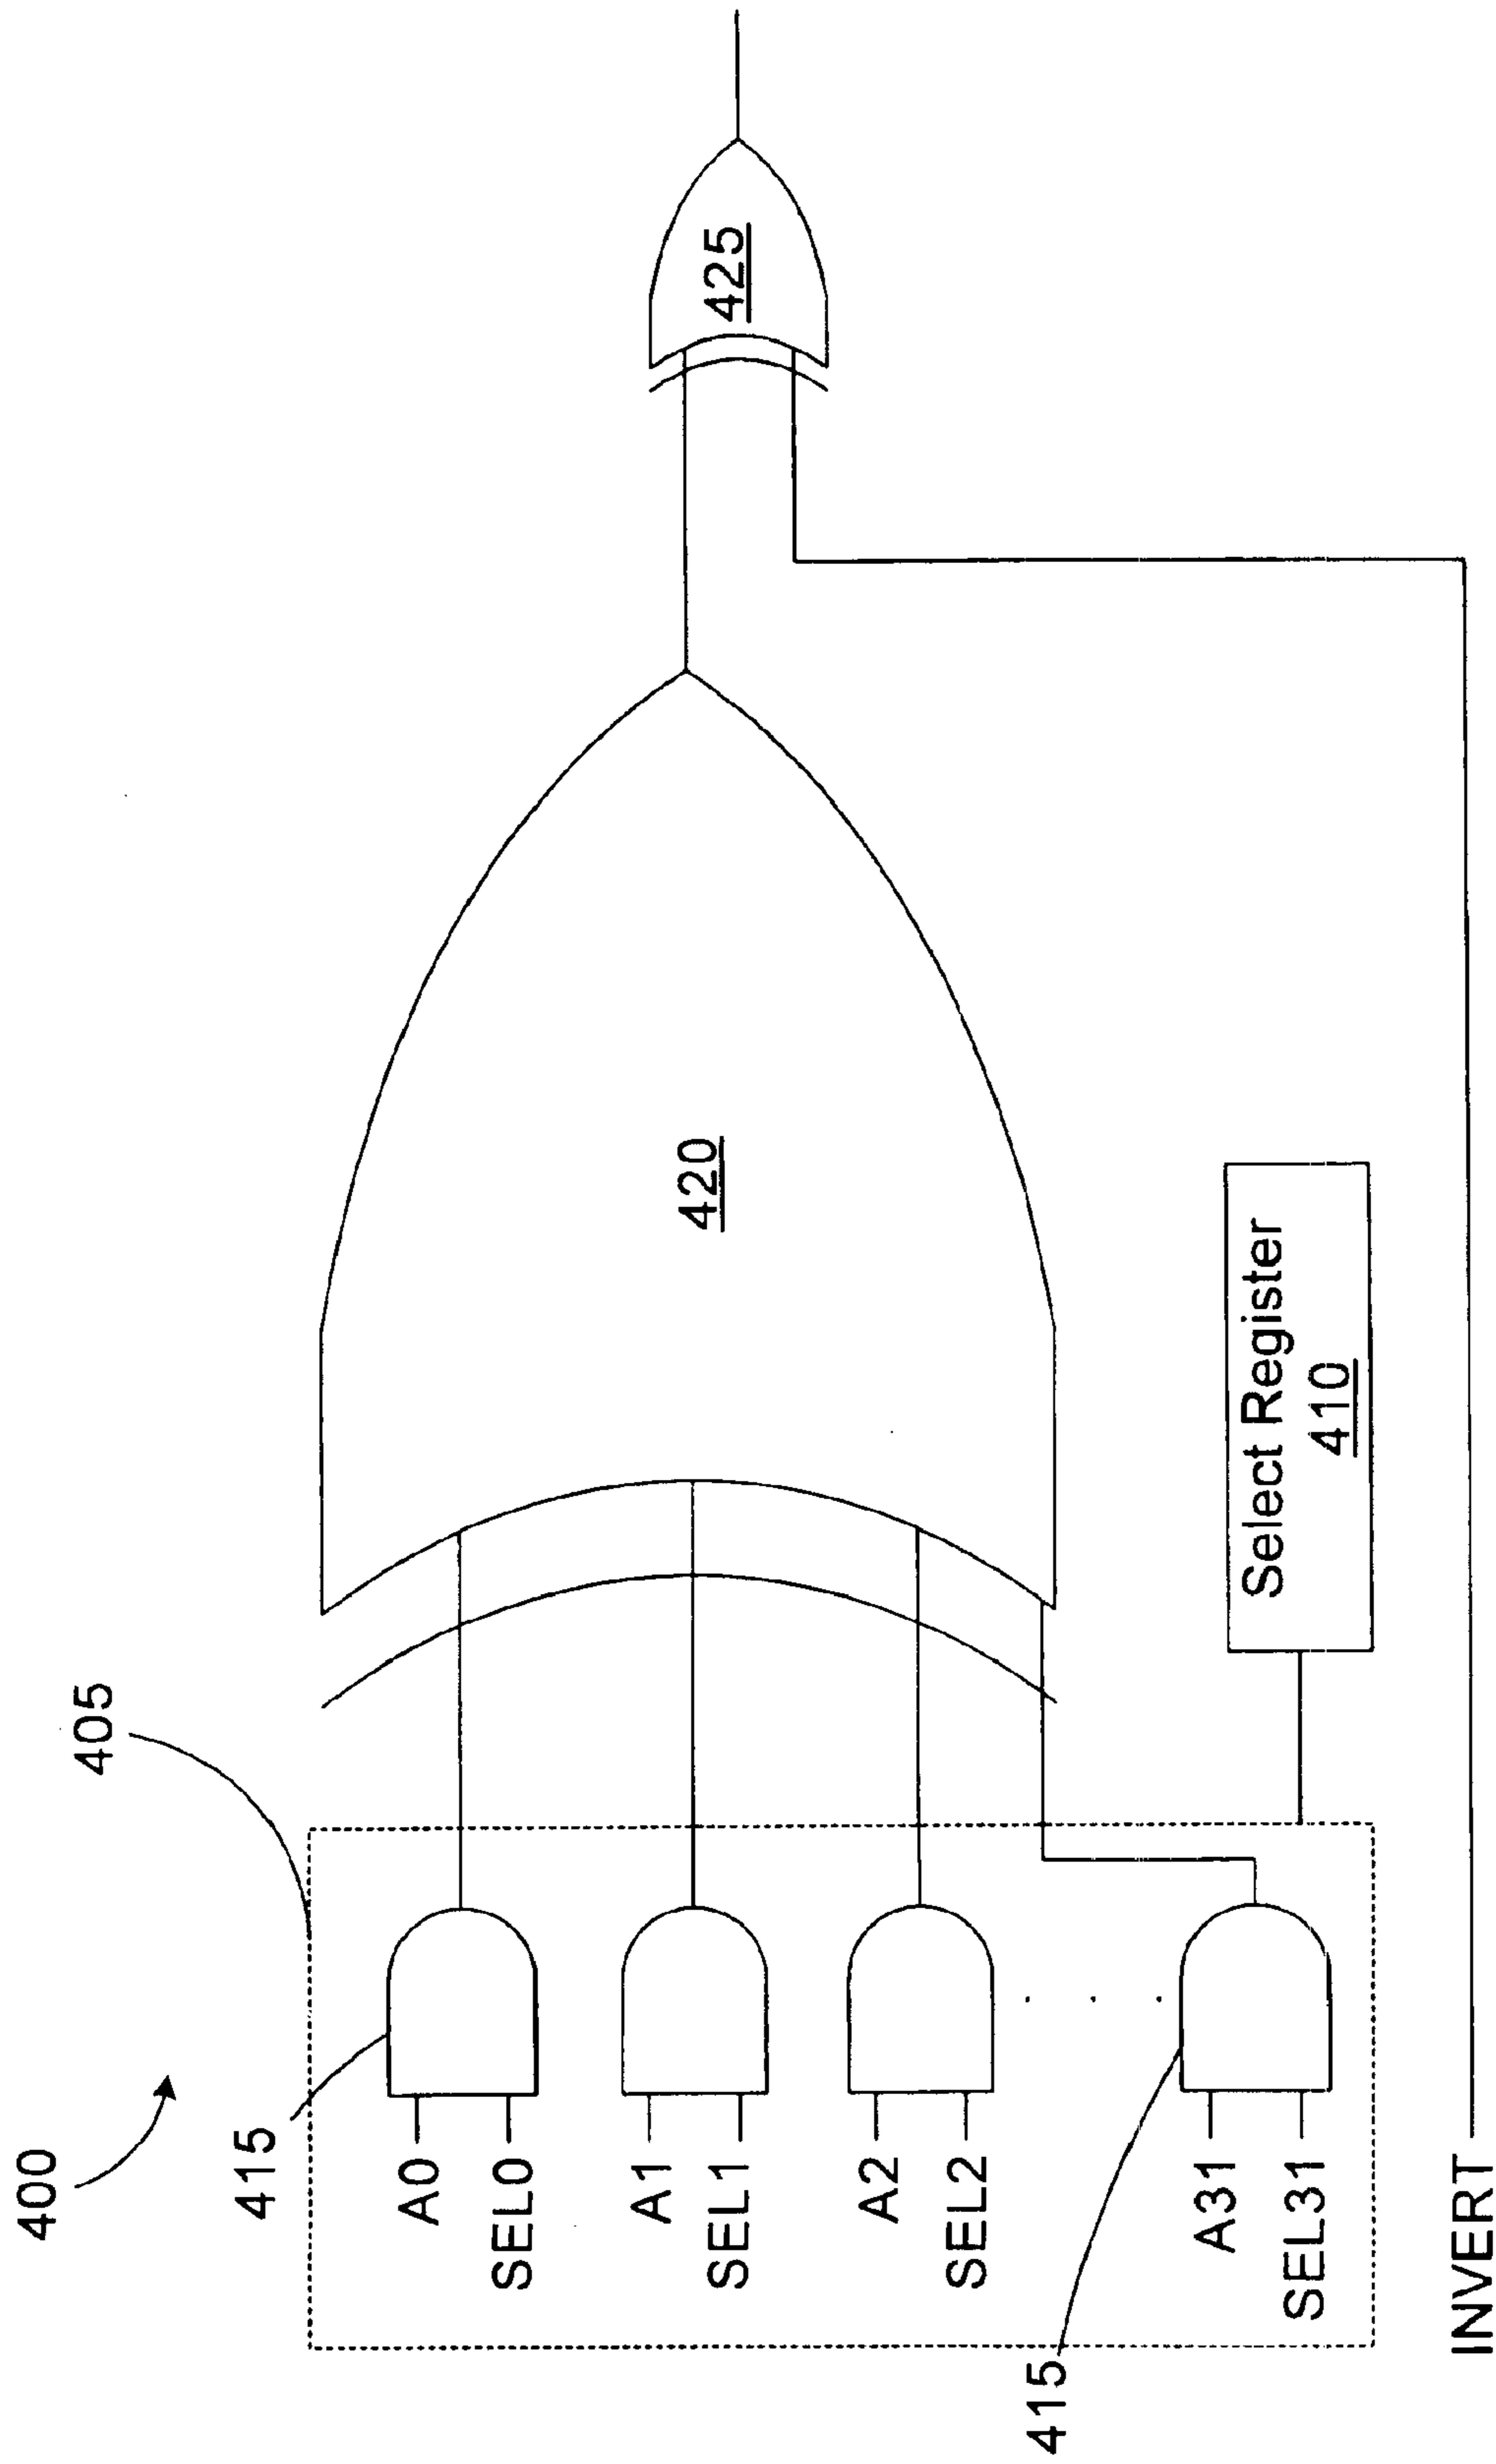 400
405
415
A0
SEL0
A1
SEL1
A2
SEL2
. . .
415
A31
SEL31
420
425
Select Register
410
INVERT